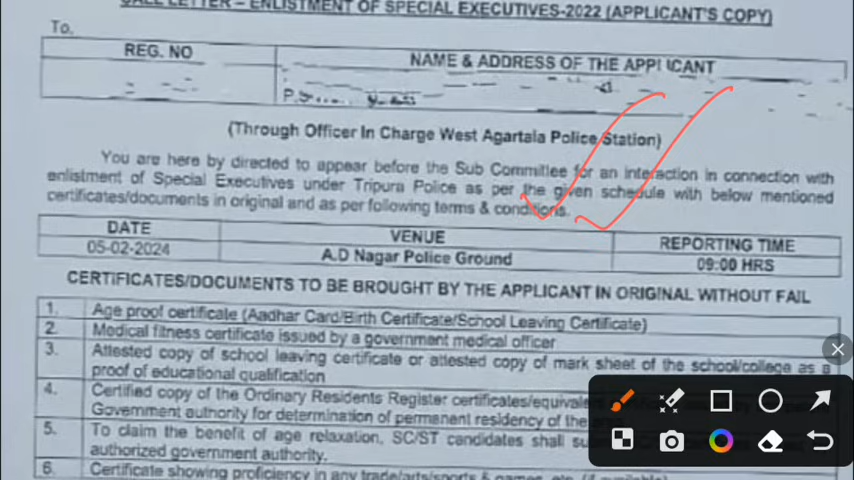 CALL LETTER – ENLISTMENT OF SPECIAL EXECUTIVES-2022 (APPLICANT'S COPY)
To,
REG. NO
NAME & ADDRESS OF THE APPLICANT
(Through Officer In Charge West Agartala Police Station)
You are here by directed to appear before the Sub Committee for an interaction in connection with
enlistment of Special Executives under Tripura Police as per the given schedule with below mentioned
certificates/documents in original and as per following terms & conditions.
DATE VENUE REPORTING TIME
05-02-2024 A.D Nagar Police Ground 09:00 HRS
CERTIFICATES/DOCUMENTS TO BE BROUGHT BY THE APPLICANT IN ORIGINAL WITHOUT FAIL
1. Age proof certificate (Aadhar Card/Birth Certificate/School Leaving Certificate)
2. Medical fitness certificate issued by a government medical officer
3. Attested copy of school leaving certificate or attested copy of mark sheet of the school/college as a
proof of educational qualification
4. Certified copy of the Ordinary Residents Register certificates/equivalen
Government authority for determination of permanent residency of the
5. To claim the benefit of age relaxation, SC/ST candidates shall su
authorized government authority.
6. Certificate showing proficiency in any trade/arts/sports & games, etc. (if available)